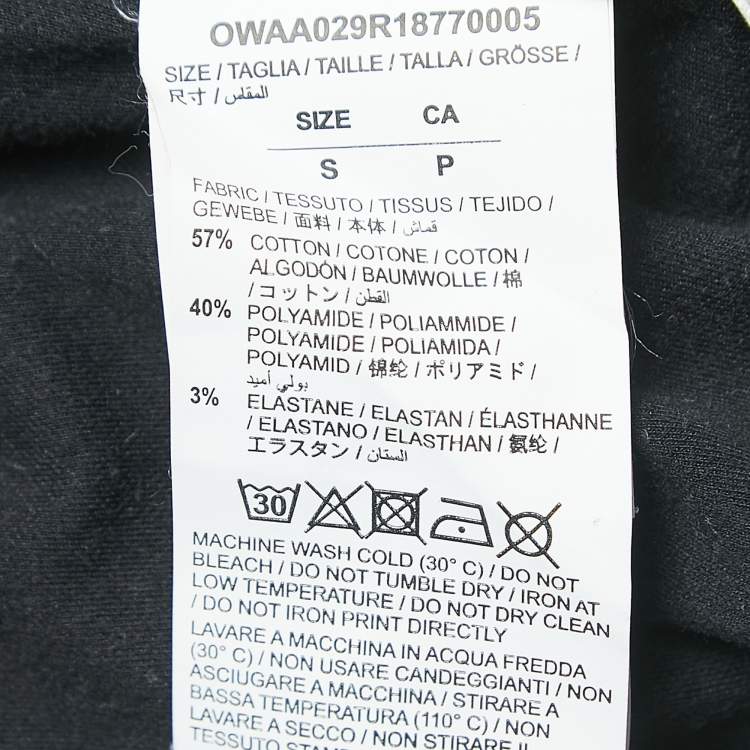 OWAA029R18770005
SIZE / TAGLIA / TAILLE / TALLA / GRÖSSE /
尺寸 / المقاس
SIZE CA
S P
FABRIC / TESSUTO / TISSUS / TEJIDO /
GEWEBE / 面料 / 本体 / قماش
57% COTTON / COTONE / COTON /
ALGODÓN / BAUMWOLLE / 棉
/ コットン / القطن
40% POLYAMIDE / POLIAMMIDE /
POLYAMIDE / POLIAMIDA /
POLYAMID / 锦纶 / ポリアミド /
بولي أميد
3% ELASTANE / ELASTAN / ÉLASTHANNE
/ ELASTANO / ELASTHAN / 氨纶 /
エラスタン / الستان
30
MACHINE WASH COLD (30° C) / DO NOT
BLEACH / DO NOT TUMBLE DRY / IRON AT
LOW TEMPERATURE / DO NOT DRY CLEAN
/ DO NOT IRON PRINT DIRECTLY
LAVARE A MACCHINA IN ACQUA FREDDA
(30° C) / NON USARE CANDEGGIANTI / NON
ASCIUGARE A MACCHINA / STIRARE A
BASSA TEMPERATURA (110° C) / NON
LAVARE A SECCO / NON STIRARE IL
TESSUTO